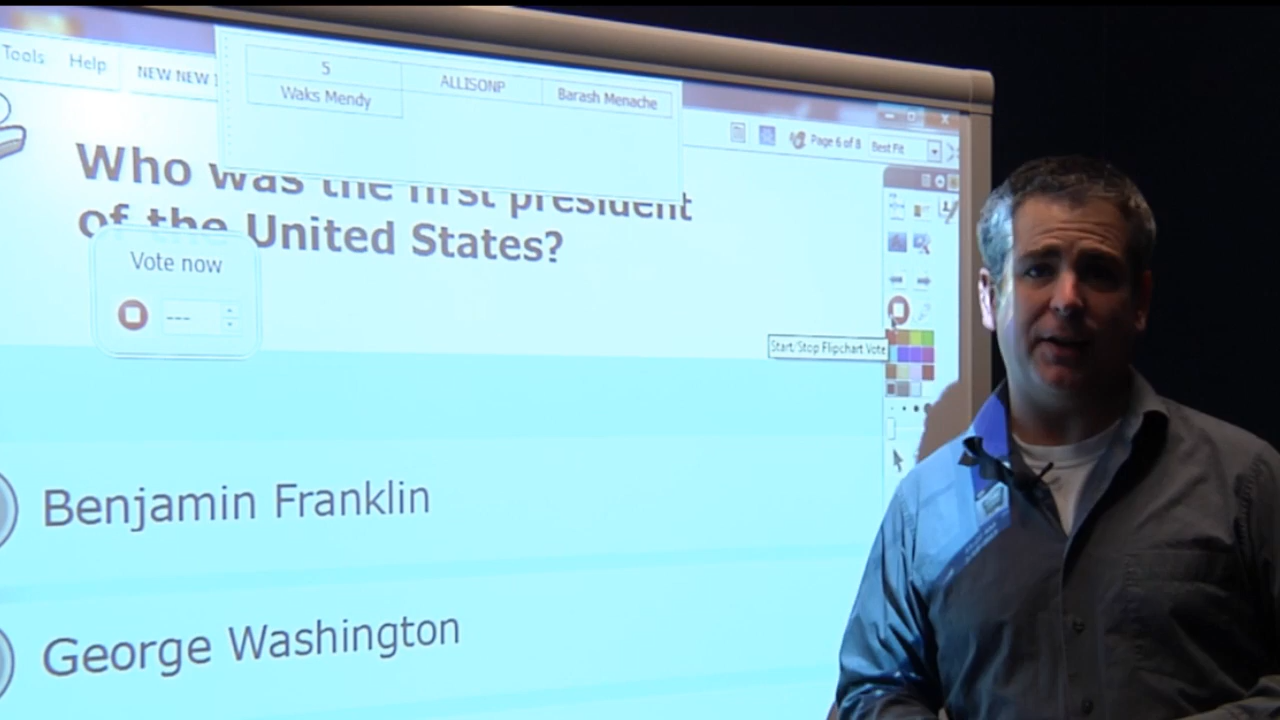 Tools Help NEW NEW
5 ALLISONP Barash Menache
Waks Mendy
Page 6 of 8 Best Fit
Who was the first president
of the United States?
Vote now
---
Start/Stop Flipchart Vote
Benjamin Franklin
George Washington